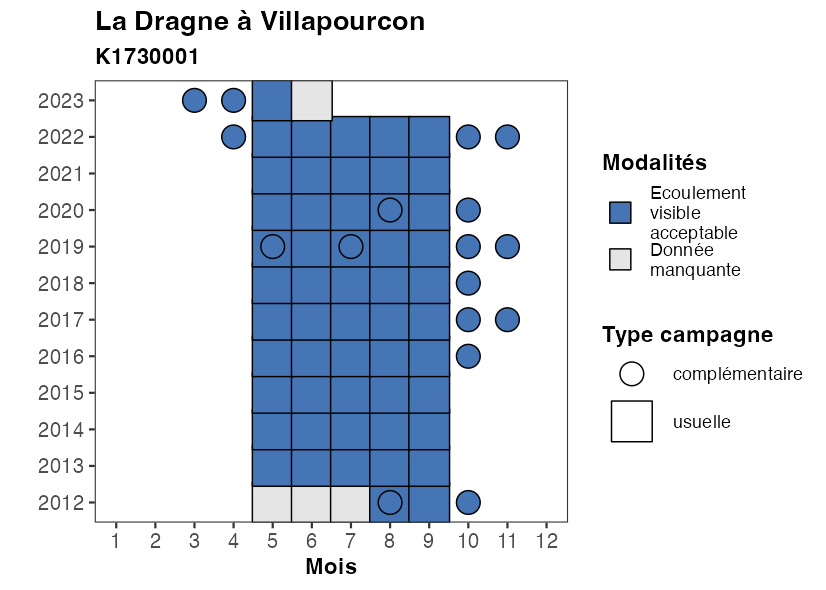 La Dragne à Villapourcon
K1730001
2023
2022
2021
2020
2019
2018
2017
2016
2015
2014
2013
2012
1 2 3 4 5 6 7 8 9 10 11 12
Mois
Modalités
Ecoulement
visible
acceptable
Donnée
manquante
Type campagne
complémentaire
usuelle